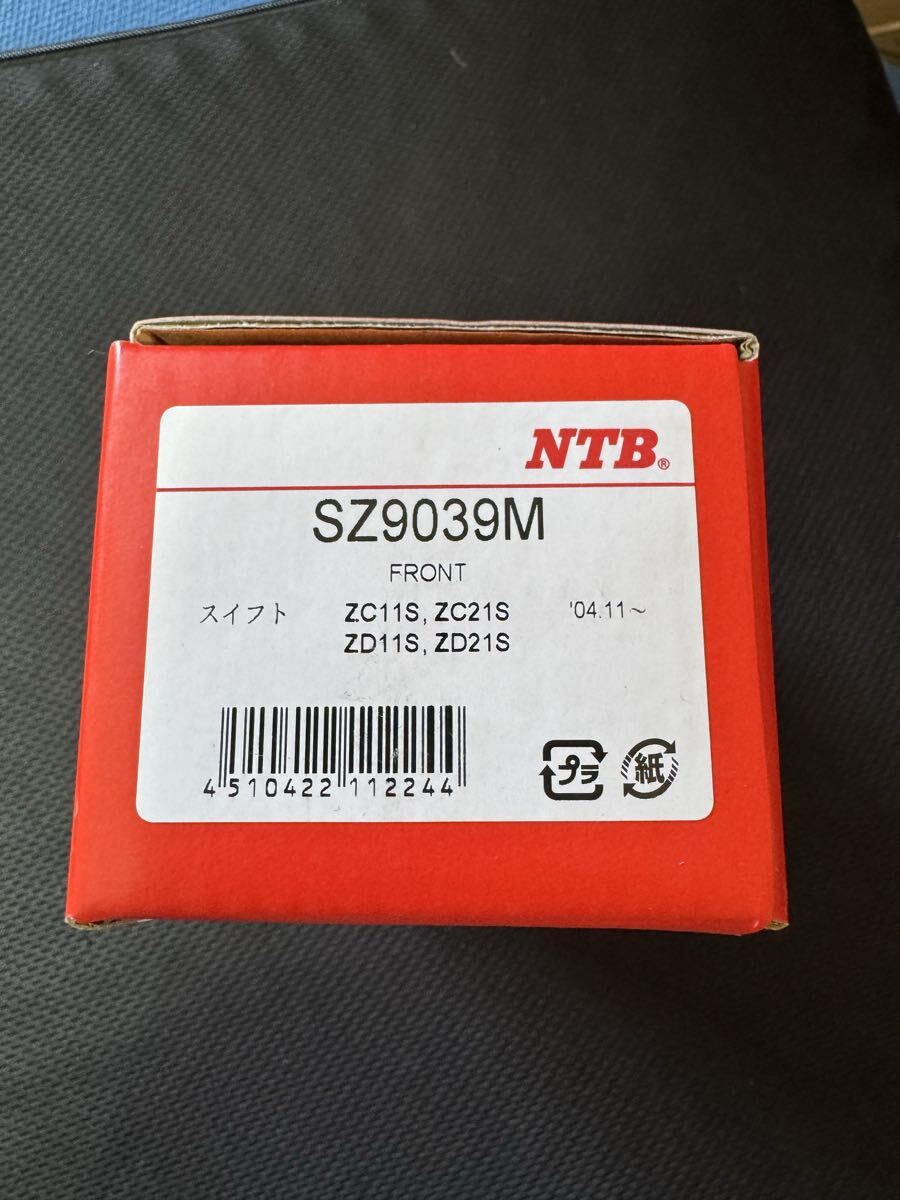 NTB®
SZ9039M
FRONT
スイフト ZC11S, ZC21S '04.11～
ZD11S, ZD21S
4 510422 112244
プラ 紙